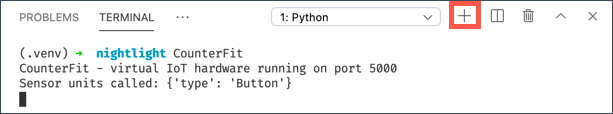 PROBLEMS TERMINAL ··· 1: Python
(.venv) → nightlight CounterFit
CounterFit - virtual IoT hardware running on port 5000
Sensor units called: {'type': 'Button'}